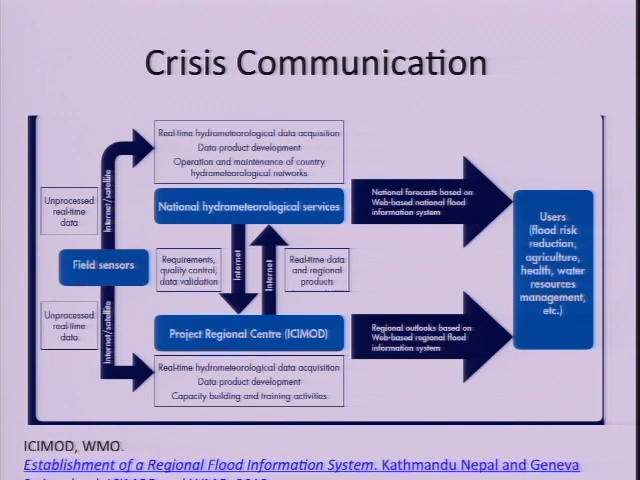 Crisis Communication
Real-time hydrometeorological data acquisition
Data product development
Operation and maintenance of country
hydrometeorological networks
National hydrometeorological services
Unprocessed
real-time
data
Internet/satellite
Field sensors
Unprocessed
real-time
data
Internet/satellite
Requirements,
quality control,
data validation
Internet
Internet
Real-time data
and regional
products
Project Regional Centre (ICIMOD)
Real-time hydrometeorological data acquisition
Data product development
Capacity building and training activities
National forecasts based on
Web-based national flood
information system
Regional outlooks based on
Web-based regional flood
information system
Users
(flood risk
reduction,
agriculture,
health, water
resources
management,
etc.)
ICIMOD, WMO.
Establishment of a Regional Flood Information System. Kathmandu Nepal and Geneva